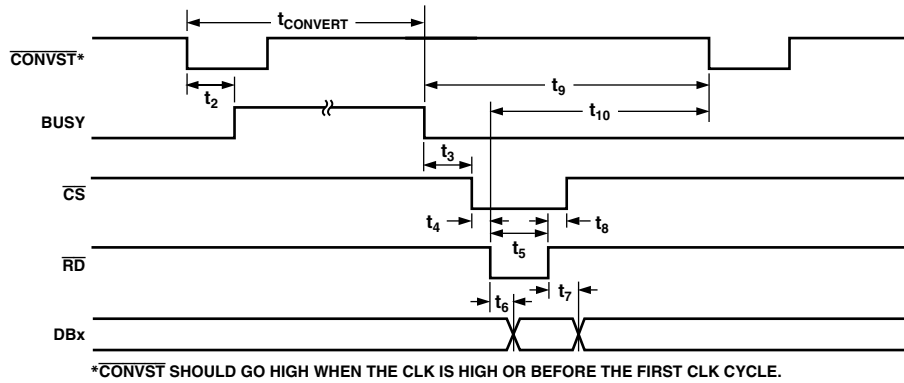 tCONVERT
CONVST*
t2
t9
t10
BUSY
t3
CS
t4
t8
t5
RD
t6
t7
DBx
*CONVST SHOULD GO HIGH WHEN THE CLK IS HIGH OR BEFORE THE FIRST CLK CYCLE.